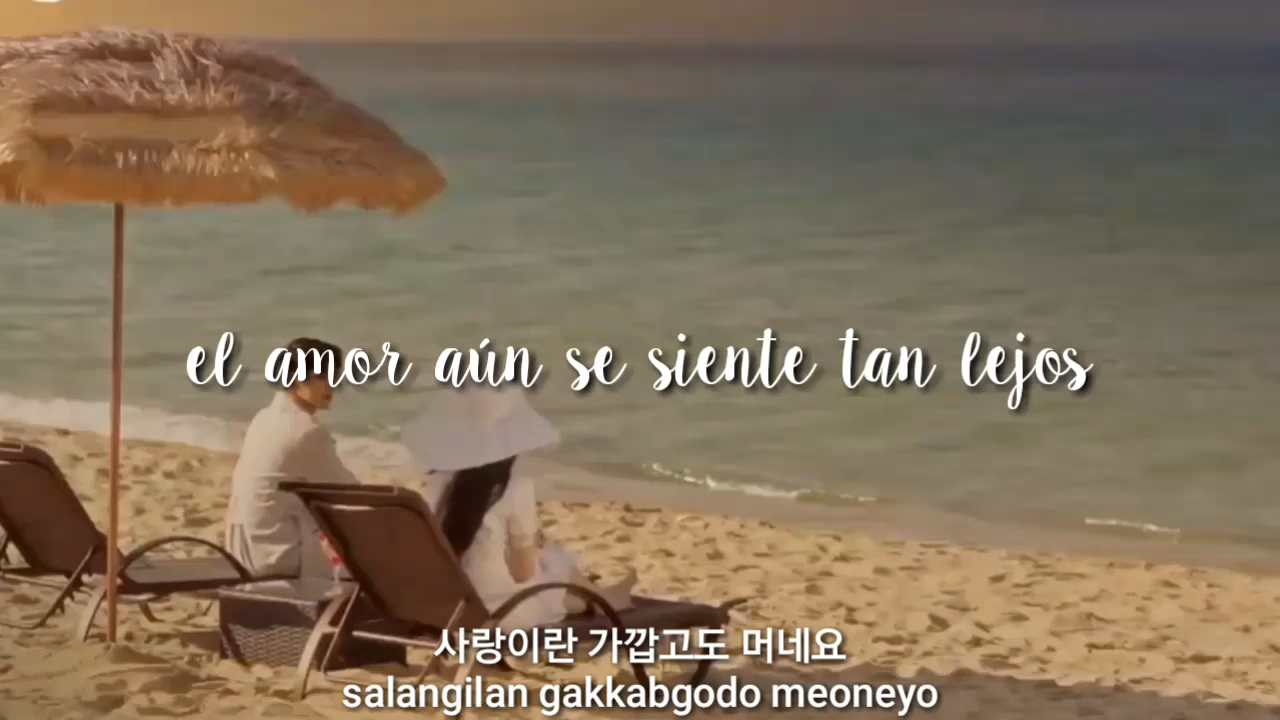 el amor aún se siente tan lejos
사랑이란 가깝고도 머네요
salangilan gakkabgodo meoneyo